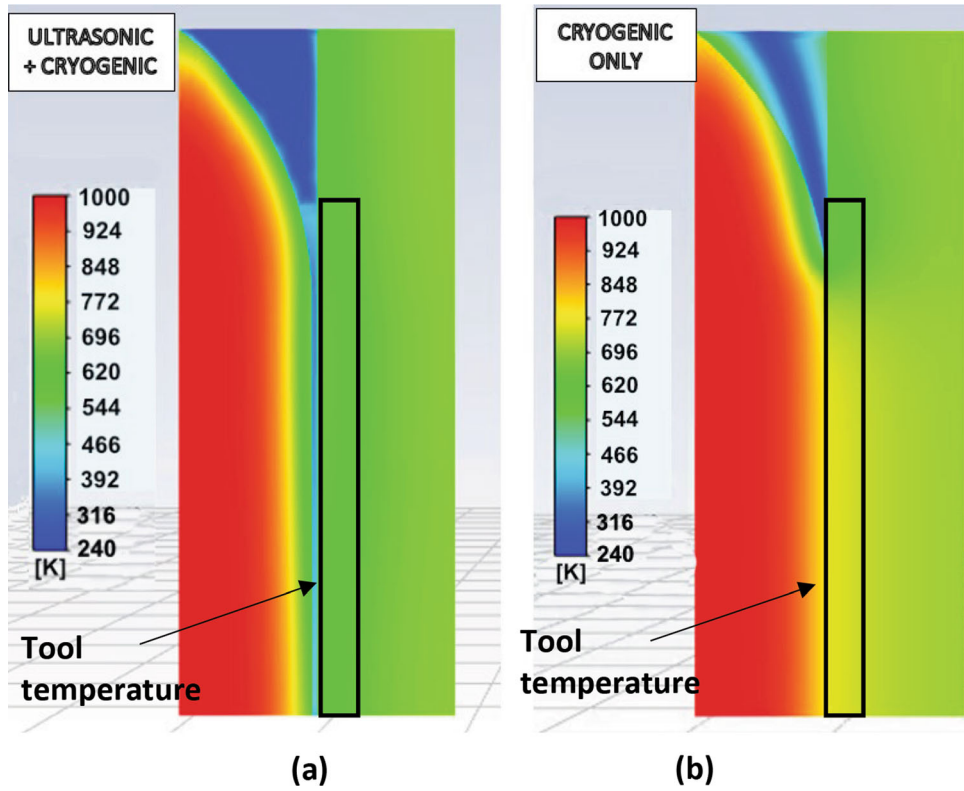 ULTRASONIC
+ CRYOGENIC
1000
924
848
772
696
620
544
466
392
316
240
[K]
Tool
temperature
(a)
CRYOGENIC
ONLY
1000
924
848
772
696
620
544
466
392
316
240
[K]
Tool
temperature
(b)